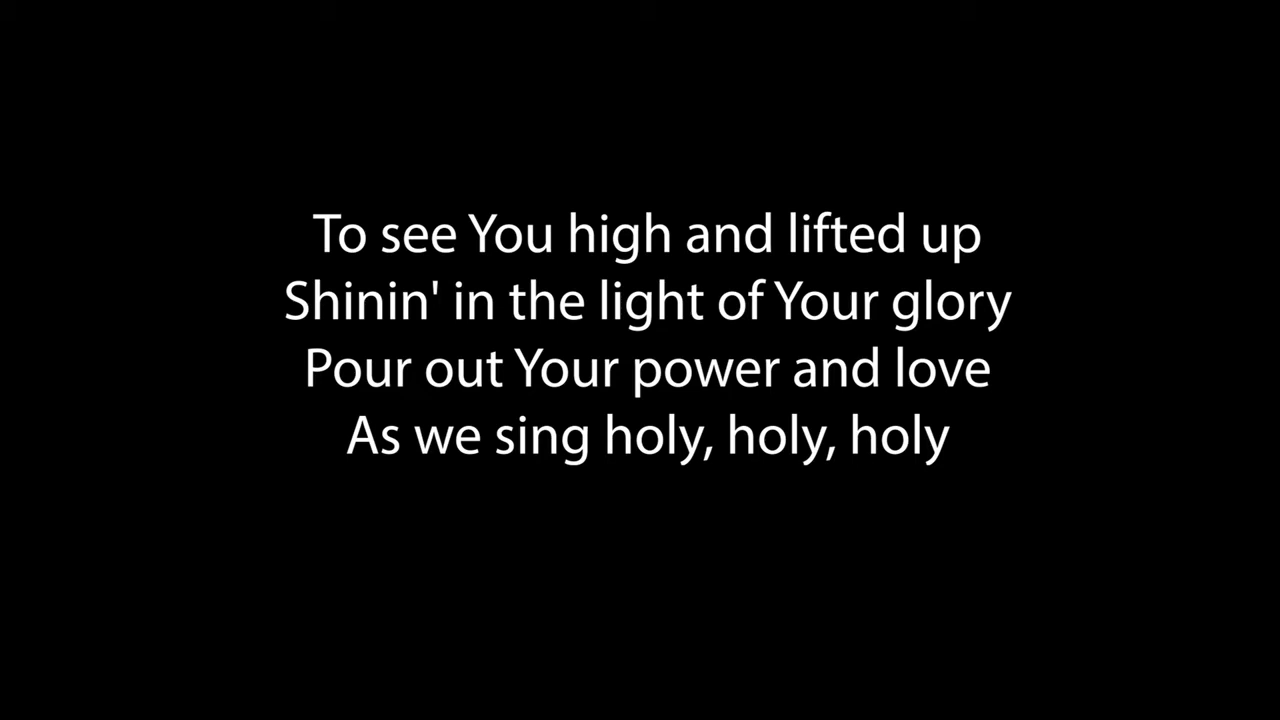 To see You high and lifted up
Shinin' in the light of Your glory
Pour out Your power and love
As we sing holy, holy, holy